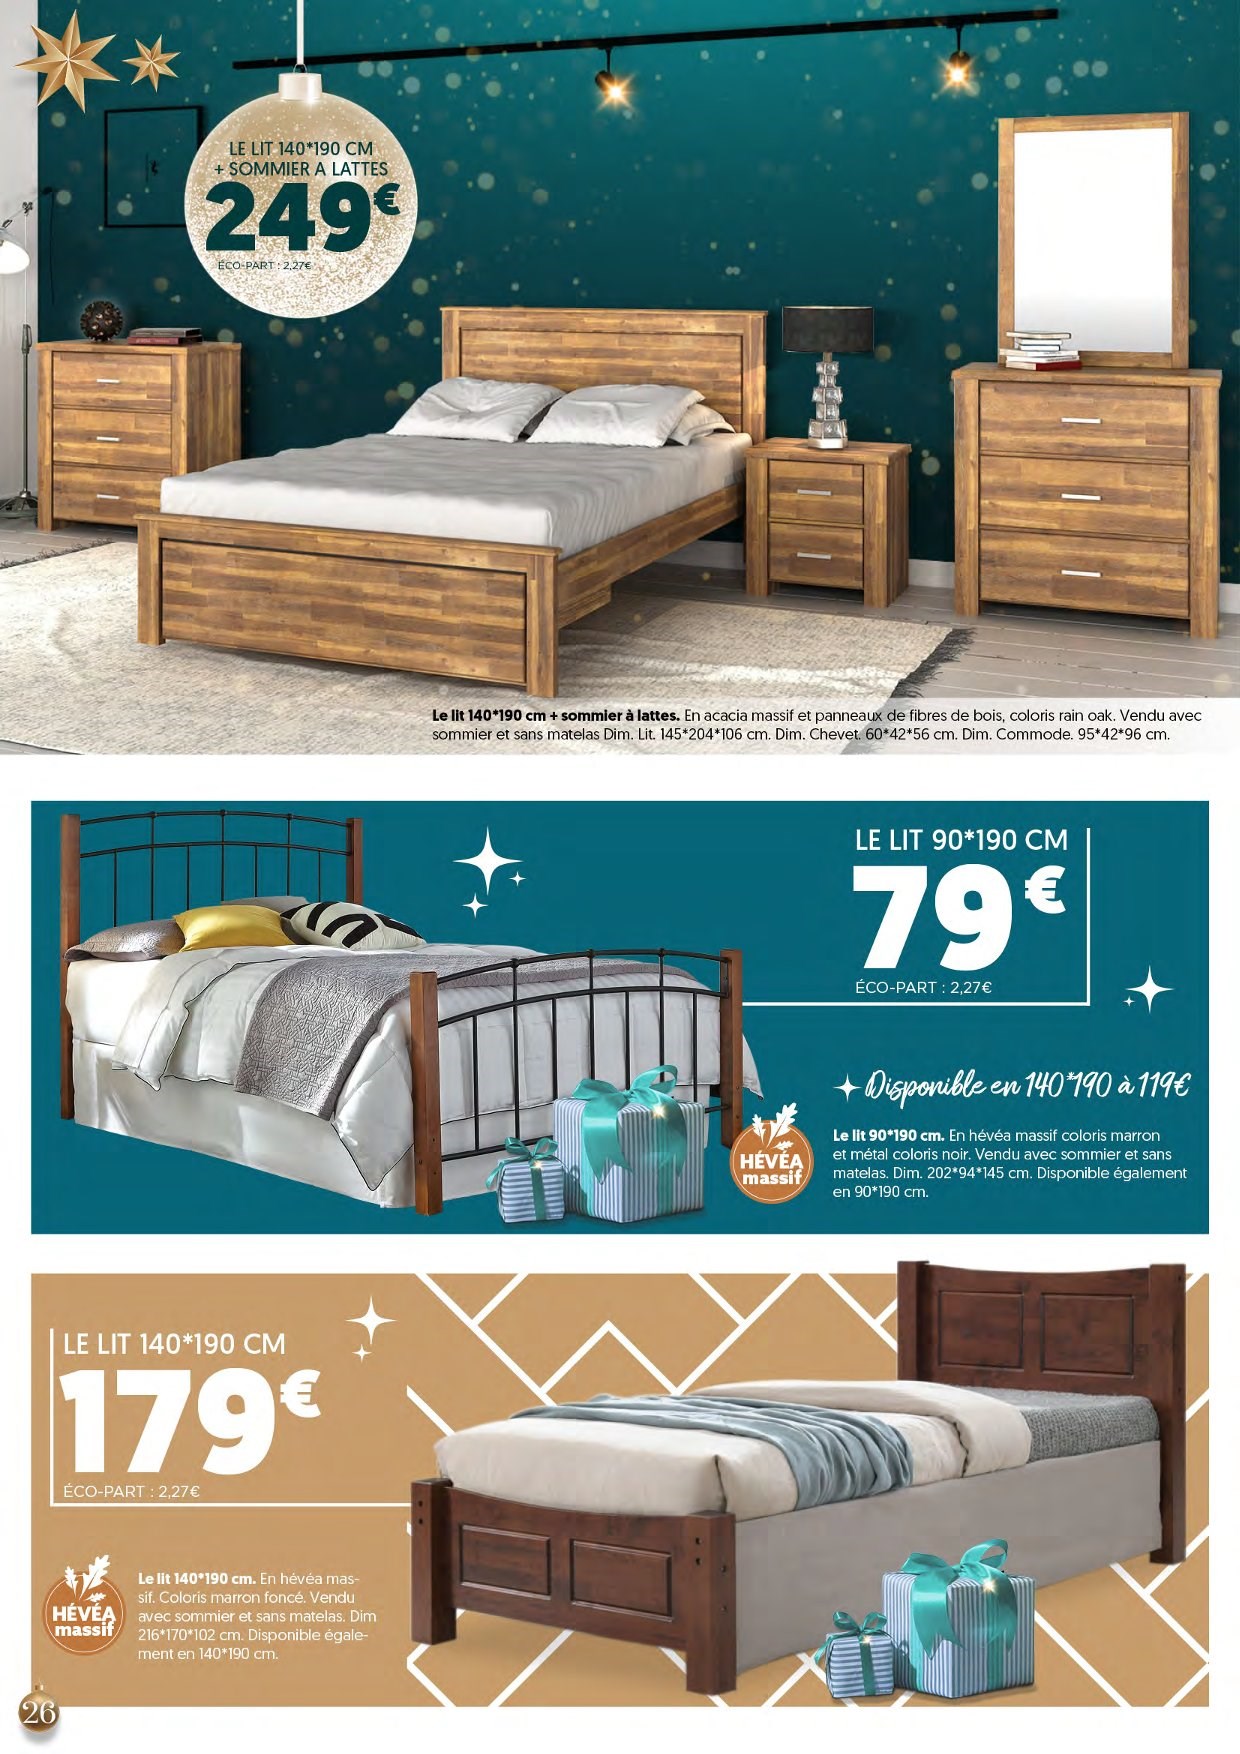 LE LIT 140*190 CM
+ SOMMIER A LATTES
249€
ÉCO-PART : 2,27€
Le lit 140*190 cm + sommier à lattes. En acacia massif et panneaux de fibres de bois, coloris rain oak. Vendu avec
sommier et sans matelas Dim. Lit. 145*204*106 cm. Dim. Chevet. 60*42*56 cm. Dim. Commode. 95*42*96 cm.
LE LIT 90*190 CM
79€
ÉCO-PART : 2,27€
Disponible en 140*190 à 119€
HÉVÉA
massif
Le lit 90*190 cm. En hévéa massif coloris marron
et métal coloris noir. Vendu avec sommier et sans
matelas. Dim. 202*94*145 cm. Disponible également
en 90*190 cm.
LE LIT 140*190 CM
179€
ÉCO-PART : 2,27€
HÉVÉA
massif
Le lit 140*190 cm. En hévéa mas-
sif. Coloris marron foncé. Vendu
avec sommier et sans matelas. Dim
216*170*102 cm. Disponible égale-
ment en 140*190 cm.
26